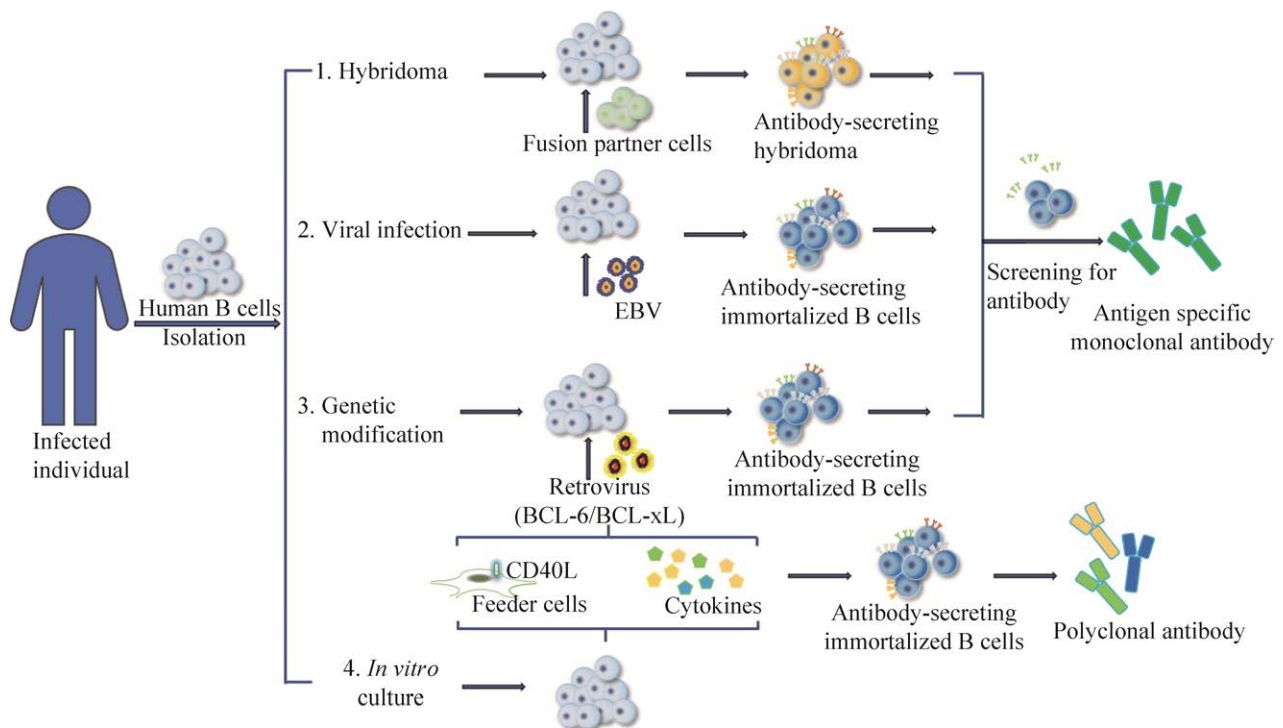 1. Hybridoma
Fusion partner cells
Antibody-secreting
hybridoma
2. Viral infection
EBV
Antibody-secreting
immortalized B cells
Human B cells
Isolation
Screening for
antibody
Antigen specific
monoclonal antibody
3. Genetic
modification
Infected
individual
Retrovirus
(BCL-6/BCL-xL)
Antibody-secreting
immortalized B cells
CD40L
Feeder cells
Cytokines
Antibody-secreting
immortalized B cells
Polyclonal antibody
4. In vitro
culture